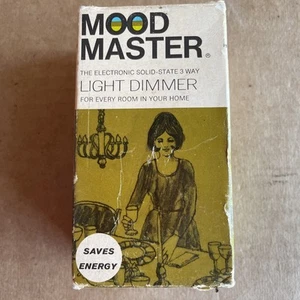 MOOD
MASTER®
THE ELECTRONIC SOLID-STATE 3 WAY
LIGHT DIMMER
FOR EVERY ROOM IN YOUR HOME
SAVES
ENERGY